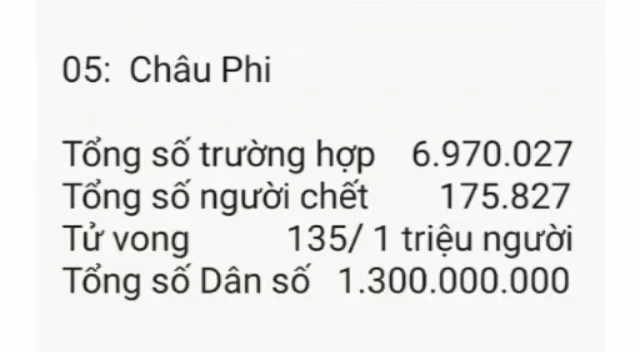 05: Châu Phi
Tổng số trường hợp 6.970.027
Tổng số người chết 175.827
Tử vong 135/ 1 triệu người
Tổng số Dân số 1.300.000.000